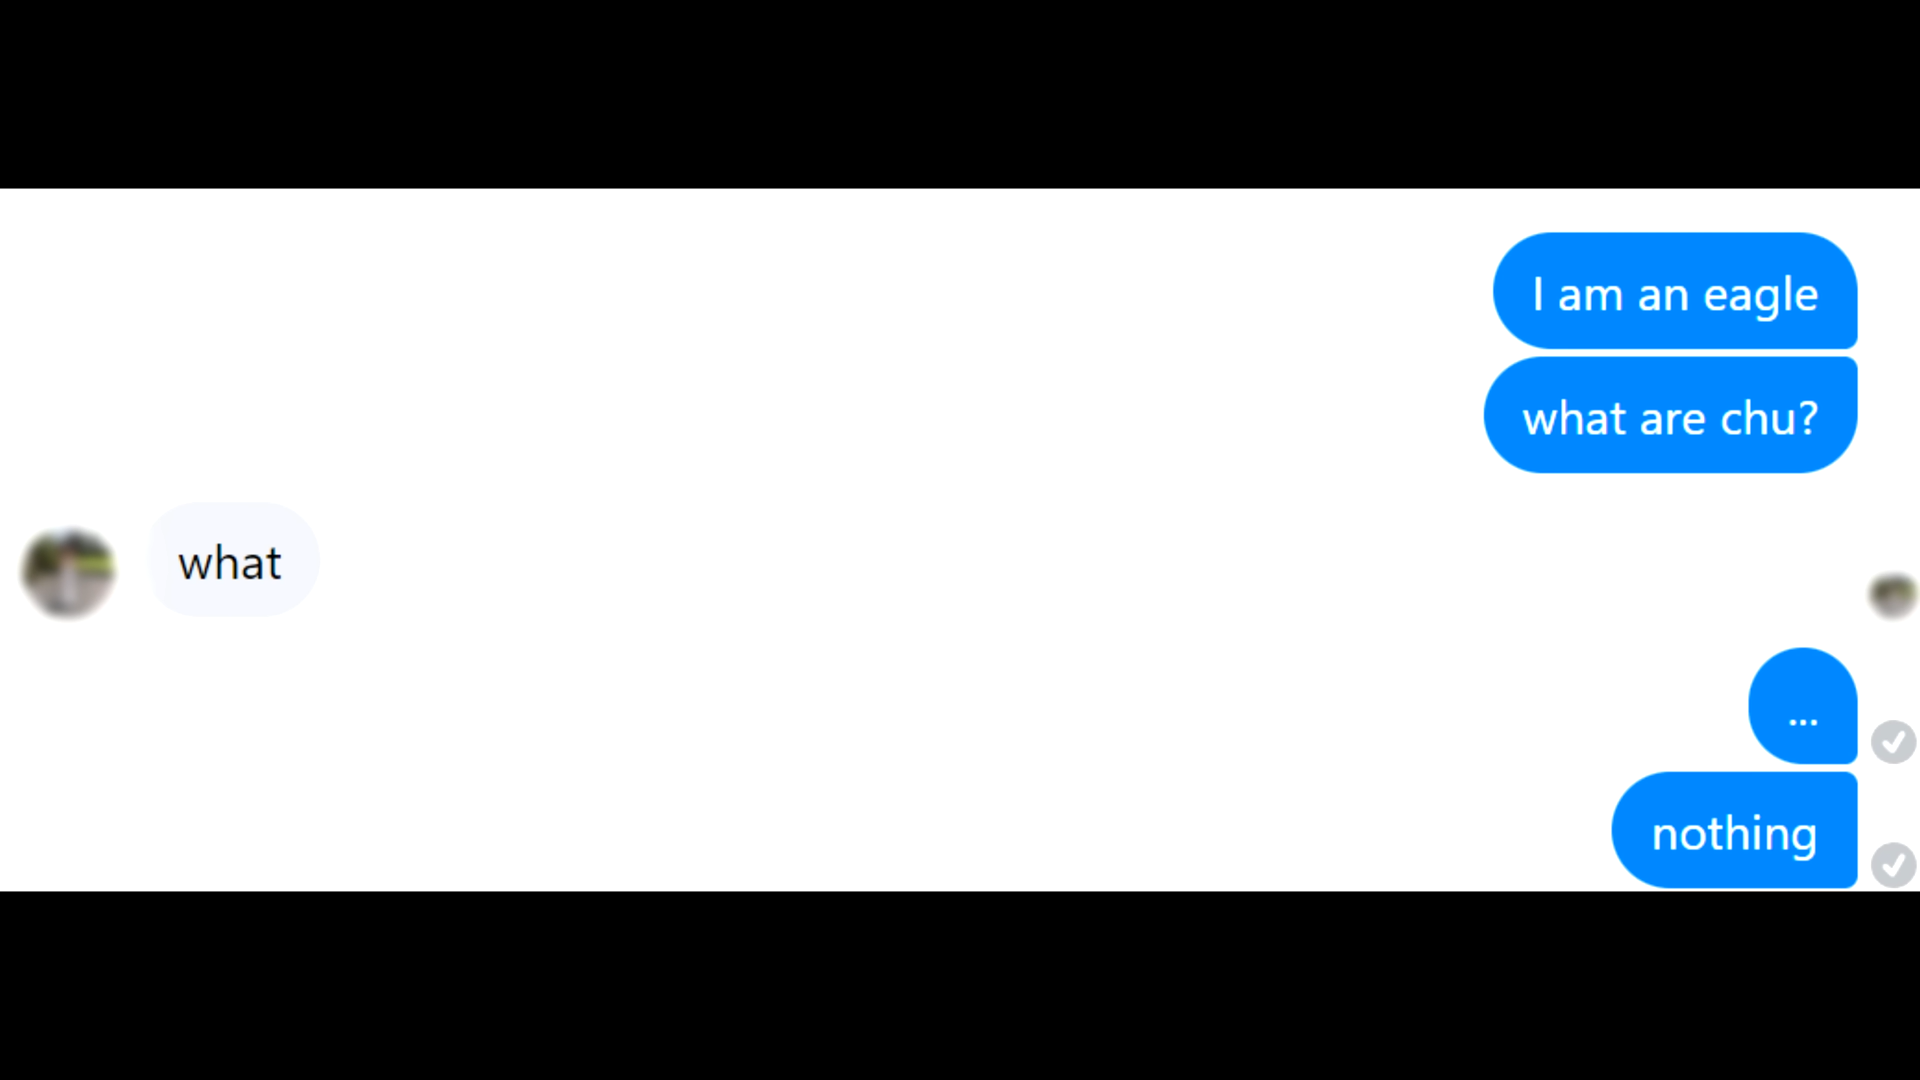 I am an eagle
what are chu?
what
...
nothing